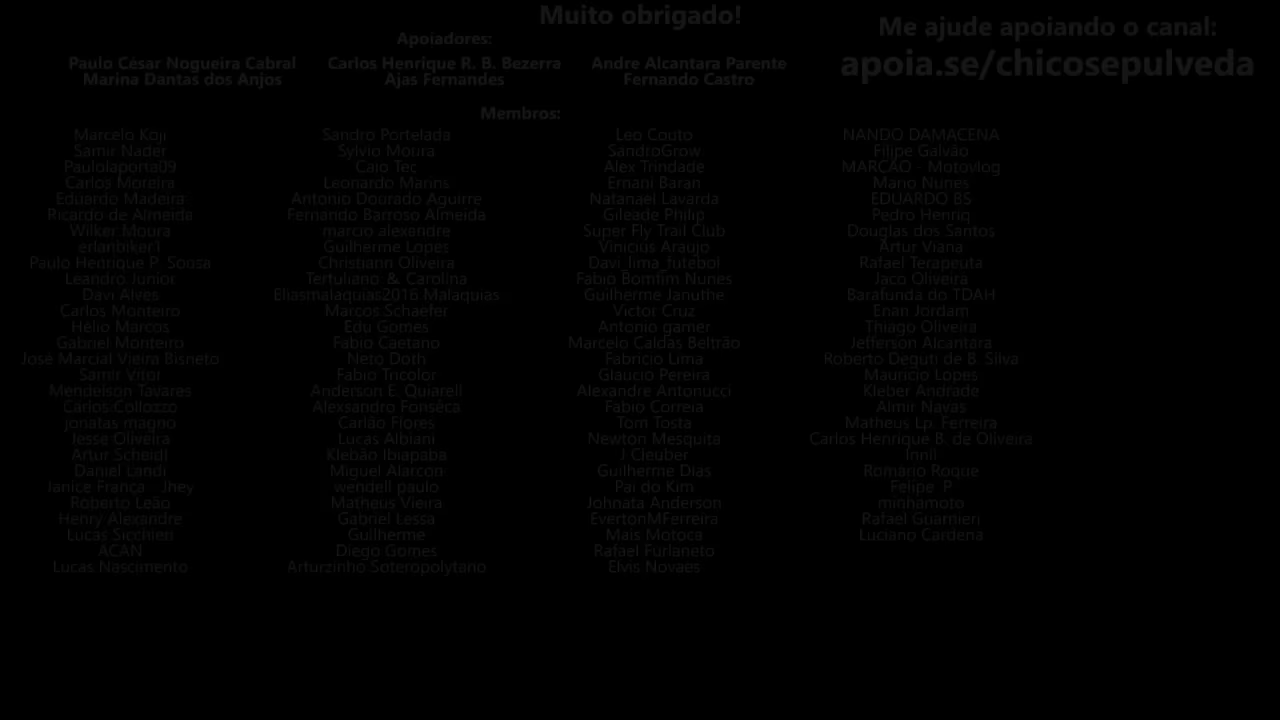 Muito obrigado!
Me ajude apoiando o canal:
apoia.se/chicosepulveda
Apoiadores:
Paulo César Nogueira Cabral
Marina Dantas dos Anjos
Carlos Henrique R. B. Bezerra
Ajas Fernandes
Andre Alcantara Parente
Fernando Castro
Membros:
Marcelo Koji
Samir Nader
Paulolaporta09
Carlos Moreira
Eduardo Madeira
Ricardo de Almeida
Wilker Moura
erlanbiker1
Paulo Henrique P. Sousa
Leandro Junior
Davi Alves
Carlos Monteiro
Hélio Marcos
Gabriel Monteiro
José Marcial Vieira Bisneto
Samir Vitor
Mendelson Tavares
Carlos Collozzo
jonatas magno
Jesse Oliveira
Artur Scheidl
Daniel Landi
Janice França - Jhey
Roberto Leão
Henry Alexandre
Lucas Sicchieri
ACAN
Lucas Nascimento
Sandro Portelada
Sylvio Moura
Caio Tec
Leonardo Marins
Antonio Dourado Aguirre
Fernando Barroso Almeida
marcio alexandre
Guilherme Lopes
Christiann Oliveira
Tertuliano & Carolina
Eliasmalaquias2016 Malaquias
Marcos Schaefer
Edu Gomes
Fabio Caetano
Neto Doth
Fabio Tricolor
Anderson E. Quiarell
Alexsandro Fonsêca
Carlão Flores
Lucas Albiani
Klebão Ibiapaba
Miguel Alarcon
wendell paulo
Matheus Vieira
Gabriel Lessa
Guilherme
Diego Gomes
Arturzinho Soteropolytano
Leo Couto
SandroGrow
Alex Trindade
Ernani Baran
Natanael Lavarda
Gileade Philip
Super Fly Trail Club
Vinicius Araujo
Davi_lima_futebol
Fabio Bomfim Nunes
Guilherme Januthe
Victor Cruz
Antonio gamer
Marcelo Caldas Beltrão
Fabricio Lima
Glaucio Pereira
Alexandre Antonucci
Fabio Correia
Tom Tosta
Newton Mesquita
J Cleuber
Guilherme Dias
Pai do Kim
Johnata Anderson
EvertonMFerreira
Mais Motoca
Rafael Furlaneto
Elvis Novaes
NANDO DAMACENA
Filipe Galvão
MARCÃO - Motovlog
Mario Nunes
EDUARDO BS
Pedro Henriq
Douglas dos Santos
Artur Viana
Rafael Terapeuta
Jaco Oliveira
Barafunda do TDAH
Enan Jordam
Thiago Oliveira
Jefferson Alcantara
Roberto Deguti de B. Silva
Mauricio Lopes
Kleber Andrade
Almir Navas
Matheus Lp. Ferreira
Carlos Henrique B. de Oliveira
Innil
Romario Roque
Felipe P
minhamoto
Rafael Guarnieri
Luciano Cardena